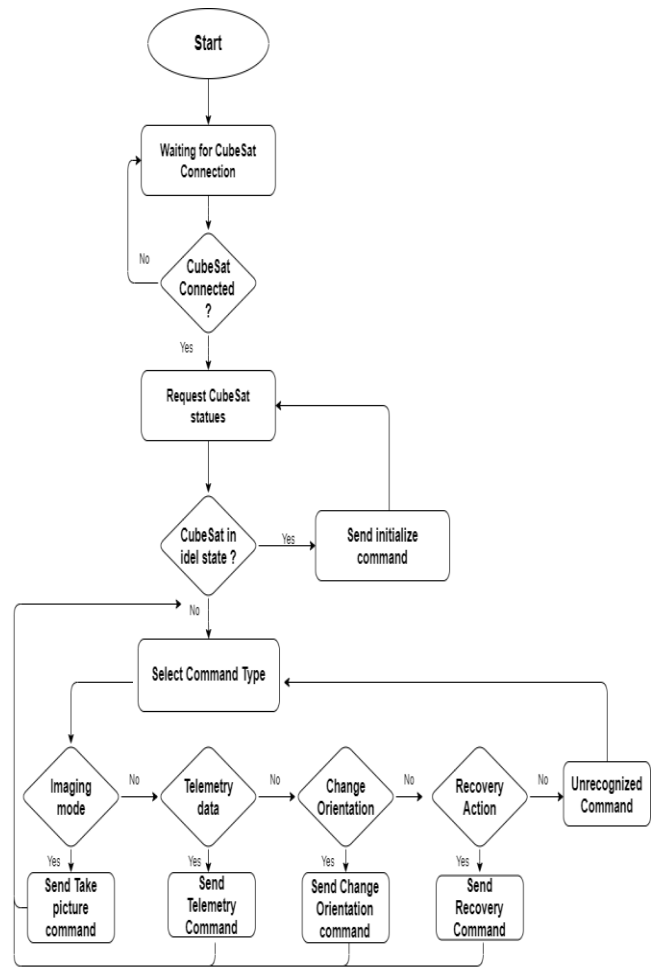 Start
Waiting for CubeSat
Connection
No
CubeSat
Connected
?
Yes
Request CubeSat
statues
CubeSat in
idel state ?
Yes
Send initialize
command
No
Select Command Type
Imaging
mode
No
Telemetry
data
No
Change
Orientation
No
Recovery
Action
No
Unrecognized
Command
Yes
Send Take
picture
command
Yes
Send
Telemetry
Command
Yes
Send Change
Orientation
command
Yes
Send
Recovery
Command